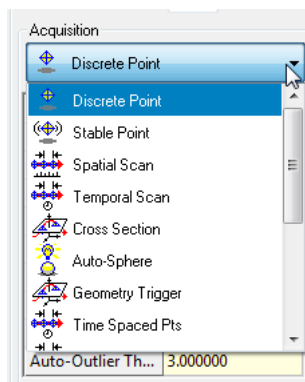 Acquisition
Discrete Point
Discrete Point
Stable Point
Spatial Scan
Temporal Scan
Cross Section
Auto-Sphere
Geometry Trigger
Time Spaced Pts
Auto-Outlier Th... 3.000000